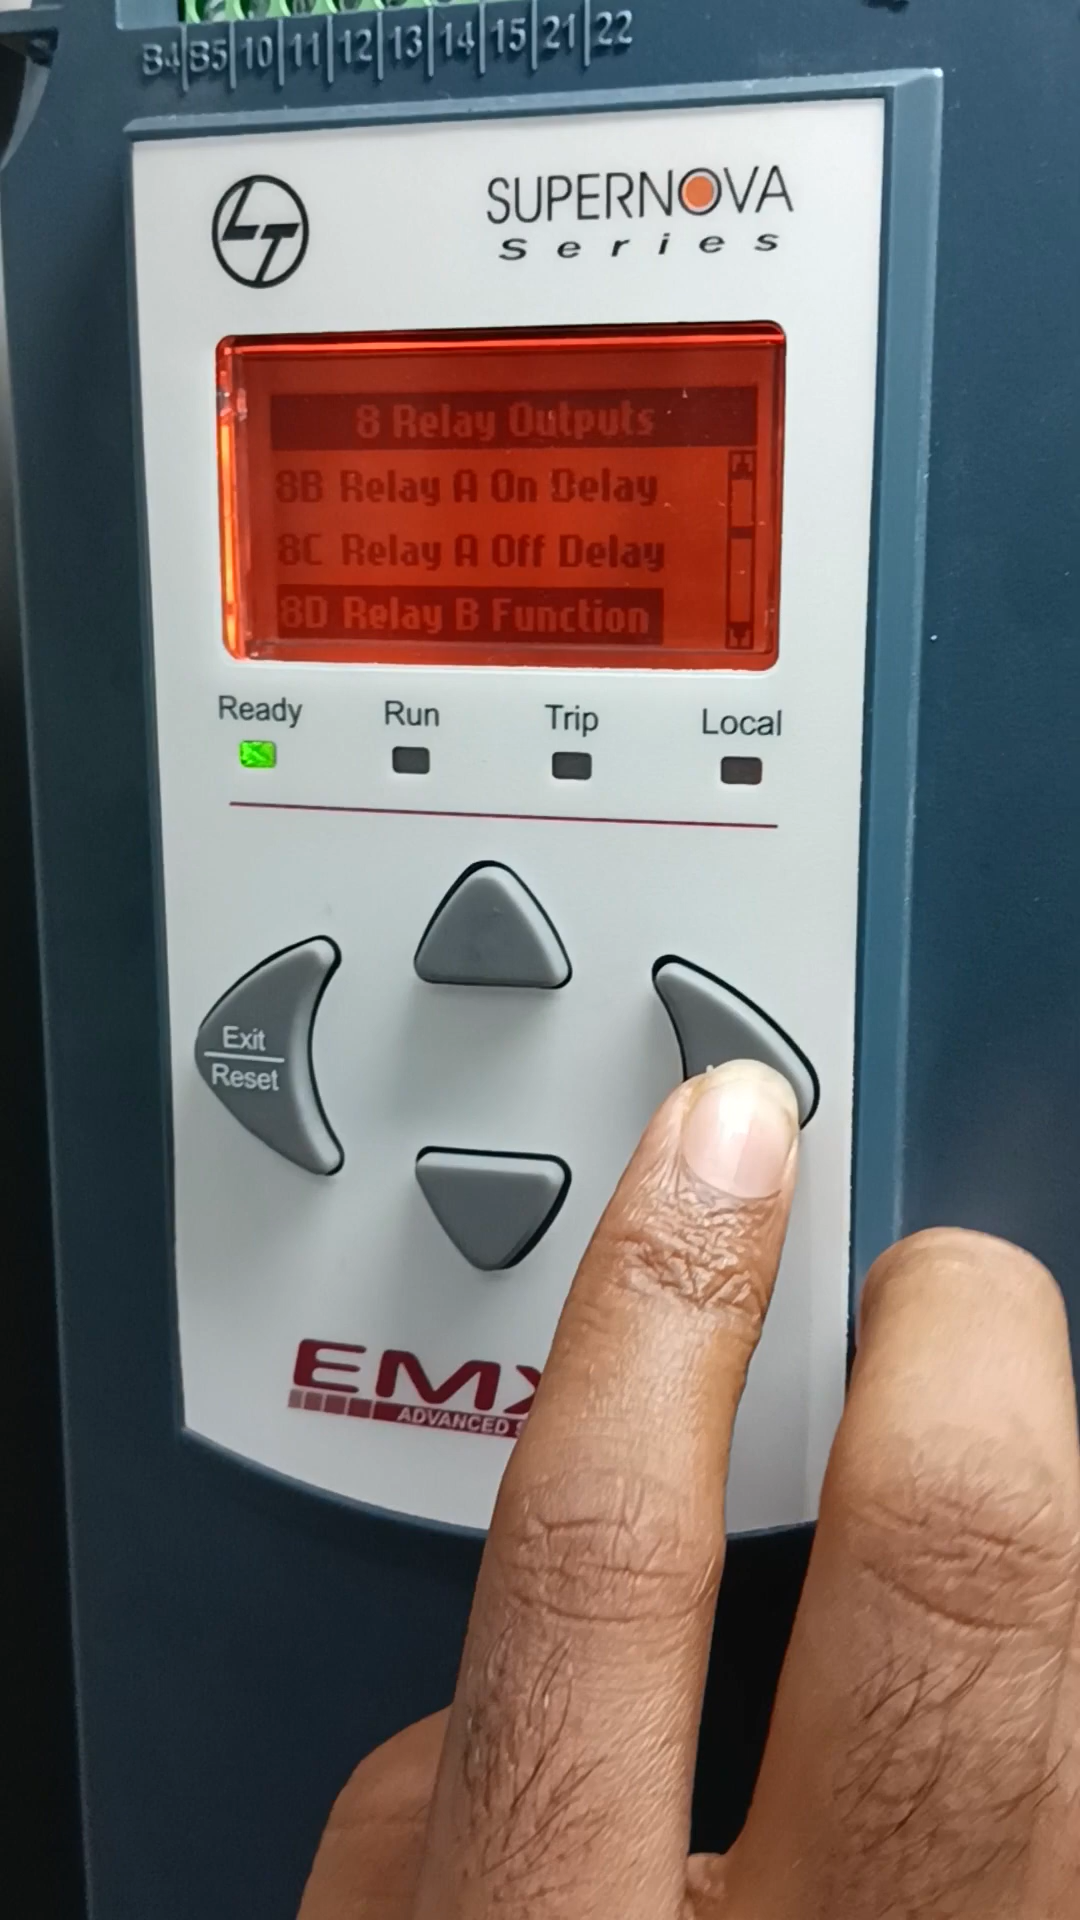 B4 B5 10 11 12 13 14 15 21 22
LT
SUPERNOVA
Series
8 Relay Outputs
8B Relay A On Delay
8C Relay A Off Delay
8D Relay B Function
Ready Run Trip Local
Exit
Reset
EM
ADVANCED